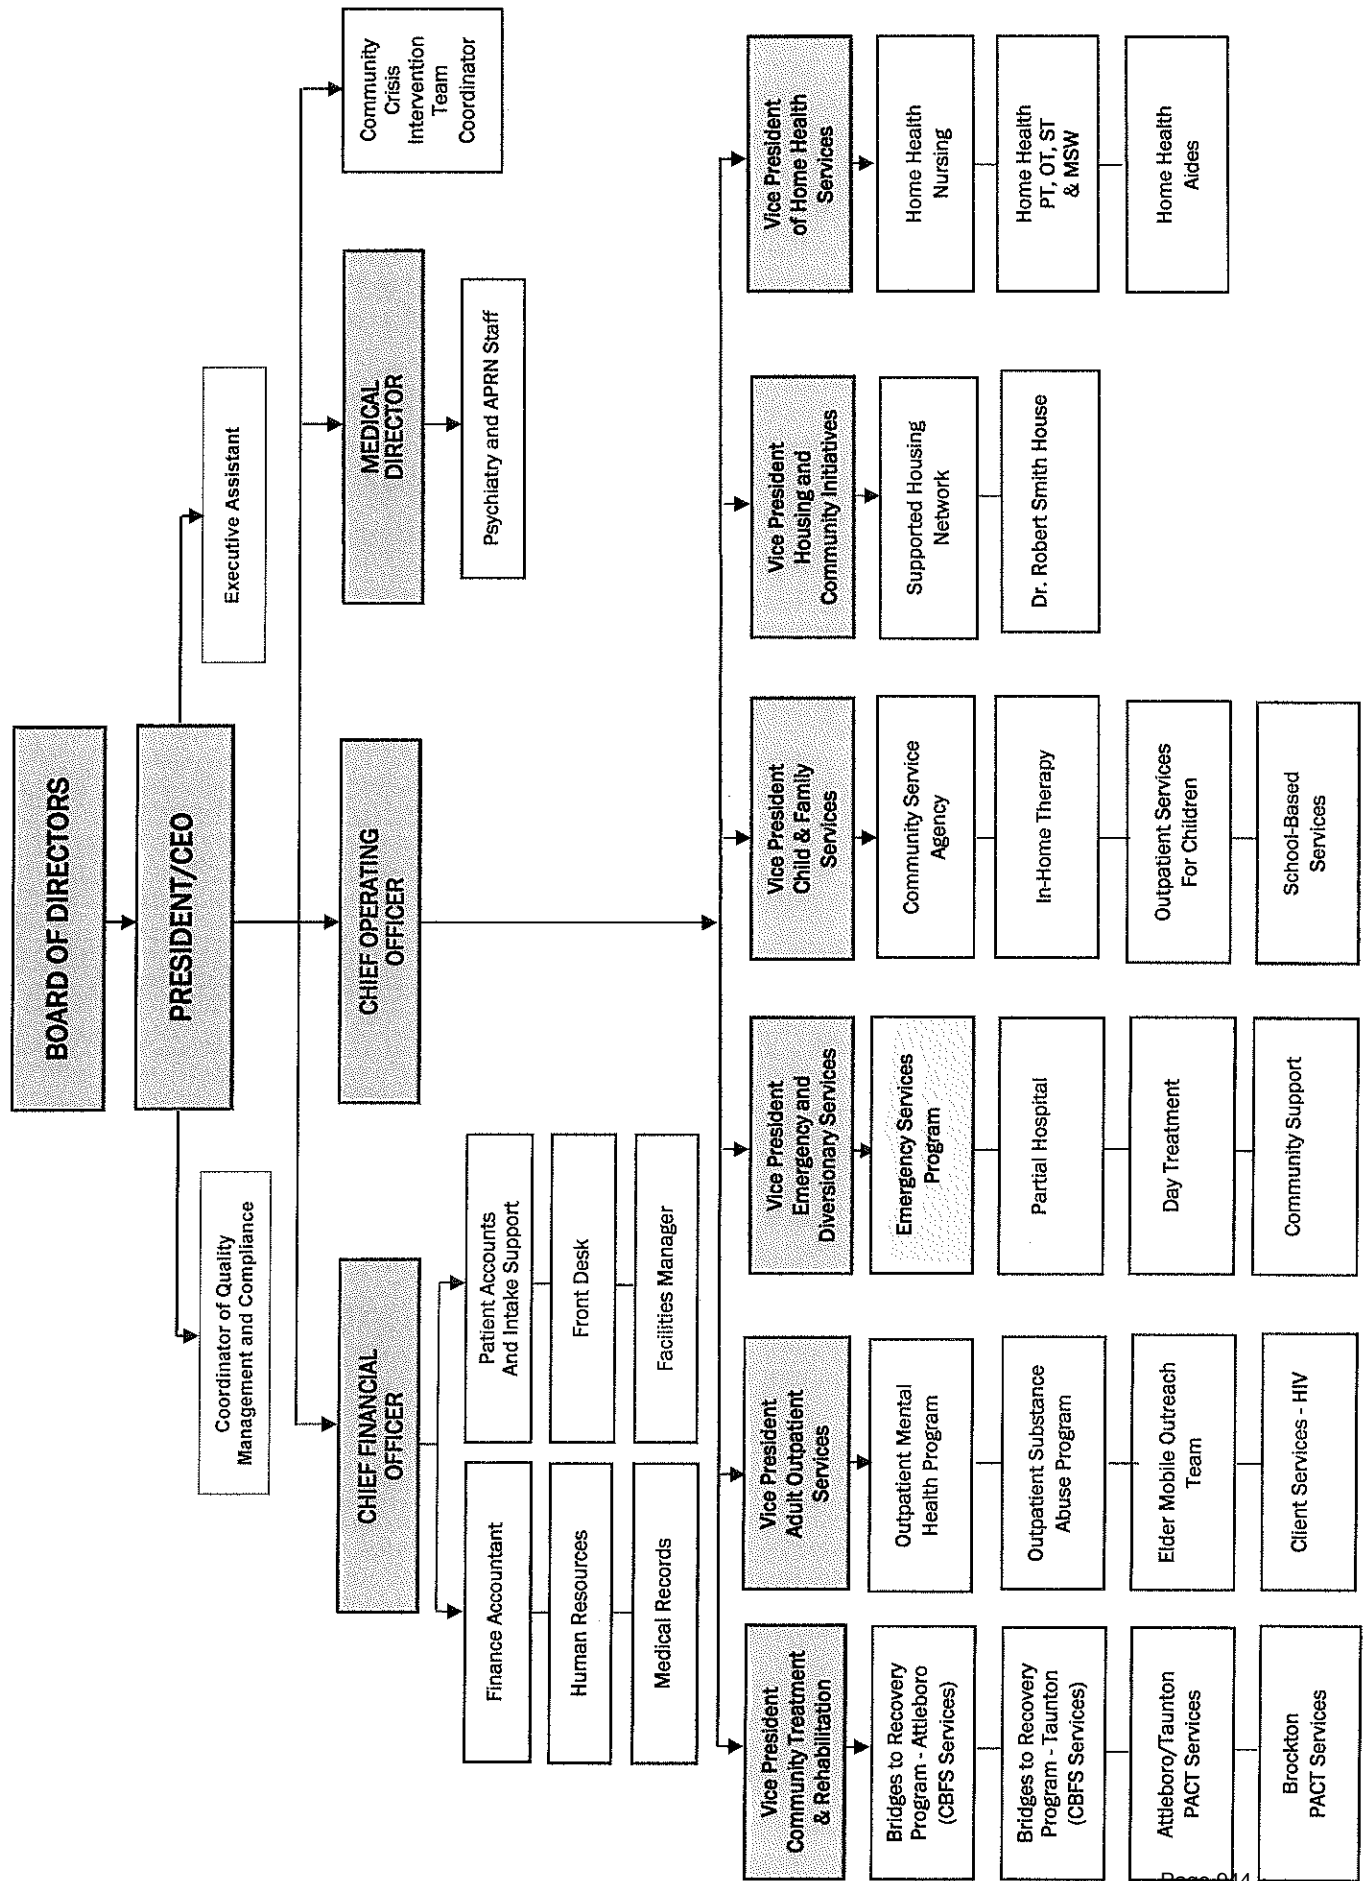 BOARD OF DIRECTORS
PRESIDENT/CEO
Coordinator of Quality
Management and Compliance
Executive Assistant
CHIEF FINANCIAL
OFFICER
CHIEF OPERATING
OFFICER
MEDICAL
DIRECTOR
Community
Crisis
Intervention
Team
Coordinator
Finance Accountant
Human Resources
Medical Records
Patient Accounts
And Intake Support
Front Desk
Facilities Manager
Psychiatry and APRN Staff
Vice President
Community Treatment
& Rehabilitation
Bridges to Recovery
Program - Attleboro
(CBFS Services)
Bridges to Recovery
Program - Taunton
(CBFS Services)
Attleboro/Taunton
PACT Services
Brockton
PACT Services
Vice President
Adult Outpatient
Services
Outpatient Mental
Health Program
Outpatient Substance
Abuse Program
Elder Mobile Outreach
Team
Client Services - HIV
Vice President
Emergency and
Diversionary Services
Emergency Services
Program
Partial Hospital
Day Treatment
Community Support
Vice President
Child & Family
Services
Community Service
Agency
In-Home Therapy
Outpatient Services
For Children
School-Based
Services
Vice President
Housing and
Community Initiatives
Supported Housing
Network
Dr. Robert Smith House
Vice President
of Home Health
Services
Home Health
Nursing
Home Health
PT, OT, ST
& MSW
Home Health
Aides
Page 944